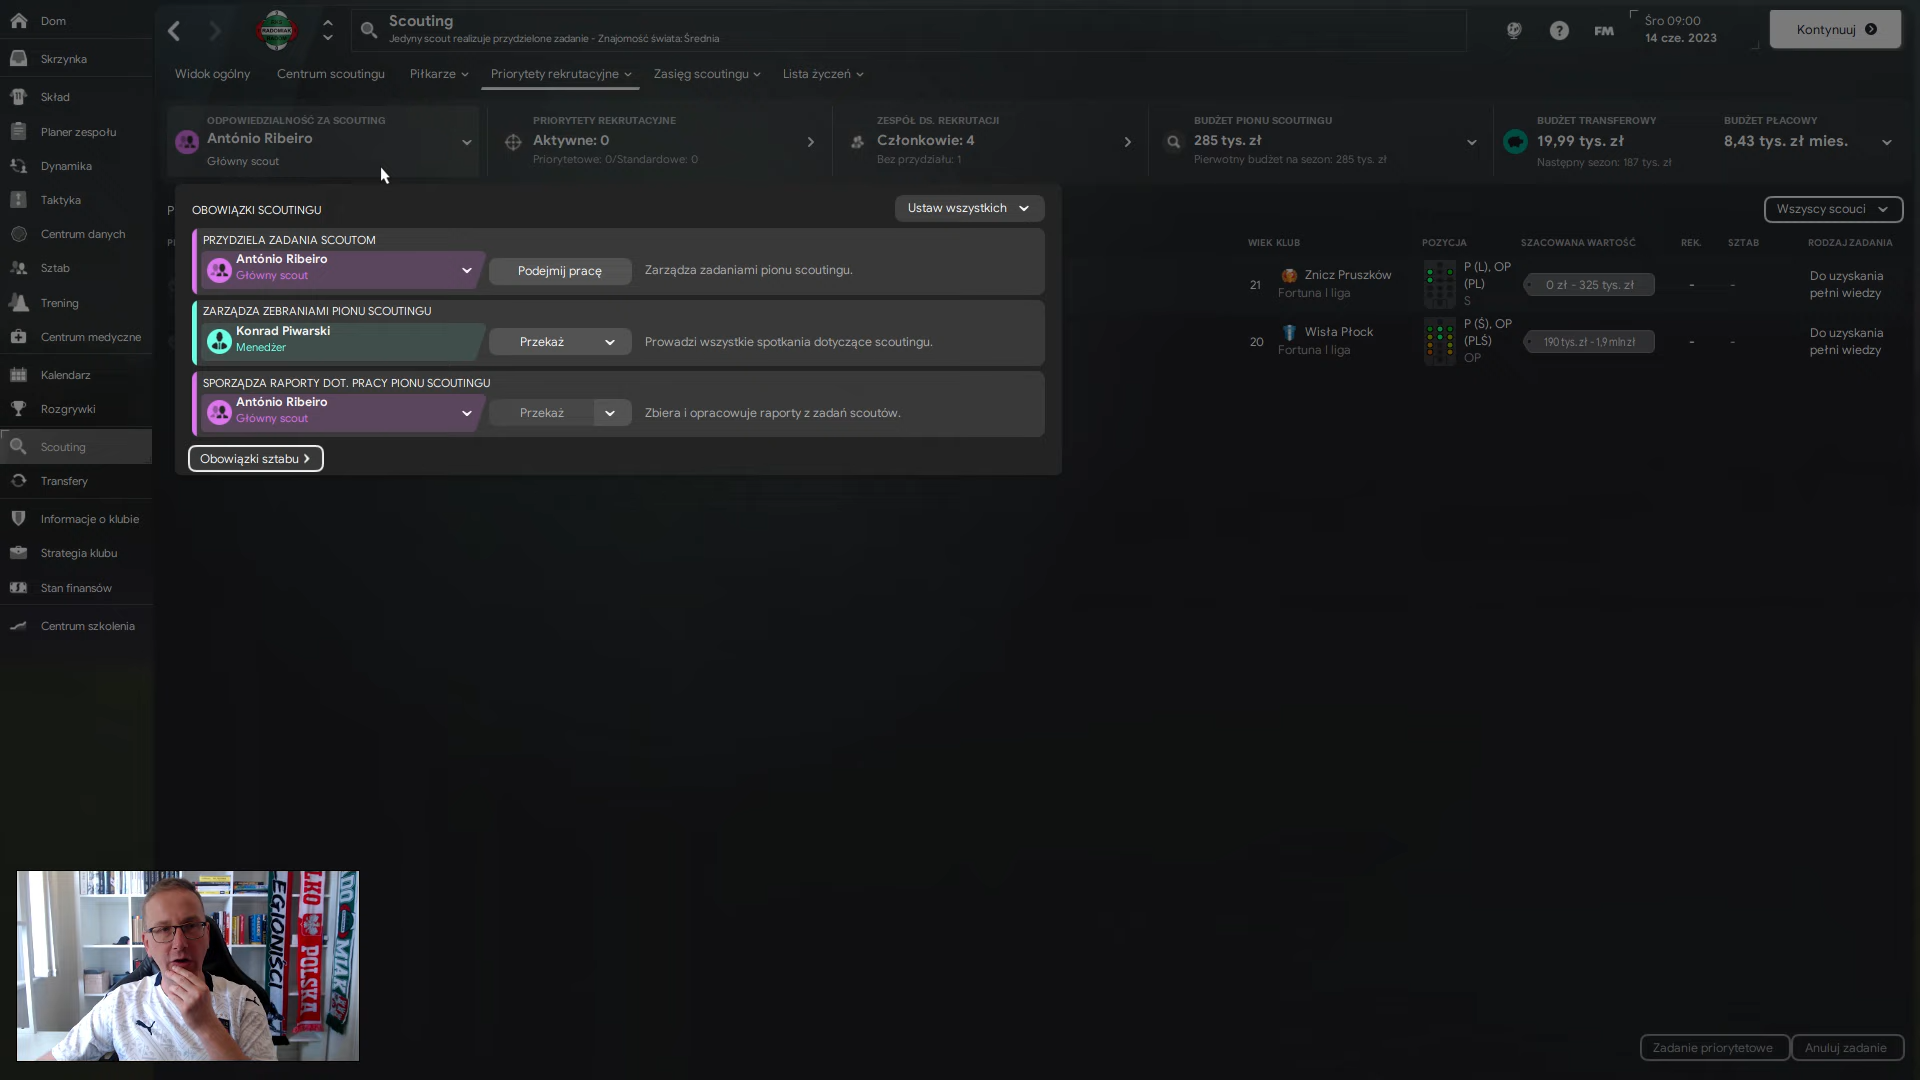 Dom
Skrzynka
Skład
Planer zespołu
Dynamika
Taktyka
Centrum danych
Sztab
Trening
Centrum medyczne
Kalendarz
Rozgrywki
Scouting
Transfery
Informacje o klubie
Strategia klubu
Stan finansów
Centrum szkolenia
RADOMIAK
Scouting
Jedyny scout realizuje przydzielone zadanie - Znajomość świata: Średnia
FM
Śro 09:00
14 cze. 2023
Kontynuuj
Widok ogólny
Centrum scoutingu
Piłkarze
Priorytety rekrutacyjne
Zasięg scoutingu
Lista życzeń
ODPOWIEDZIALNOŚĆ ZA SCOUTING
António Ribeiro
Główny scout
PRIORYTETY REKRUTACYJNE
Aktywne: 0
Priorytetowe: 0/Standardowe: 0
ZESPÓŁ DS. REKRUTACJI
Członkowie: 4
Bez przydziału: 1
BUDŻET PIONU SCOUTINGU
285 tys. zł
Pierwotny budżet na sezon: 285 tys. zł
BUDŻET TRANSFEROWY
19,99 tys. zł
Następny sezon: 187 tys. zł
BUDŻET PŁACOWY
8,43 tys. zł mies.
OBOWIĄZKI SCOUTINGU
Ustaw wszystkich
PRZYDZIELA ZADANIA SCOUTOM
António Ribeiro
Główny scout
Podejmij pracę
Zarządza zadaniami pionu scoutingu.
ZARZĄDZA ZEBRANIAMI PIONU SCOUTINGU
Konrad Piwarski
Menedżer
Przekaż
Prowadzi wszystkie spotkania dotyczące scoutingu.
SPORZĄDZA RAPORTY DOT. PRACY PIONU SCOUTINGU
António Ribeiro
Główny scout
Przekaż
Zbiera i opracowuje raporty z zadań scoutów.
Obowiązki sztabu
Wszyscy scouci
WIEK KLUB POZYCJA SZACOWANA WARTOŚĆ REK. SZTAB RODZAJ ZADANIA
21 Znicz Pruszków
Fortuna I liga
P (L), OP
(PL)
S
0 zł - 325 tys. zł
- -
Do uzyskania
pełni wiedzy
20 Wisła Płock
Fortuna I liga
P (Ś), OP
(PLŚ)
OP
190 tys. zł - 1,9 mln zł
- -
Do uzyskania
pełni wiedzy
EGIONIŚCI
POLSKA
MIAK
Zadanie priorytetowe
Anuluj zadanie